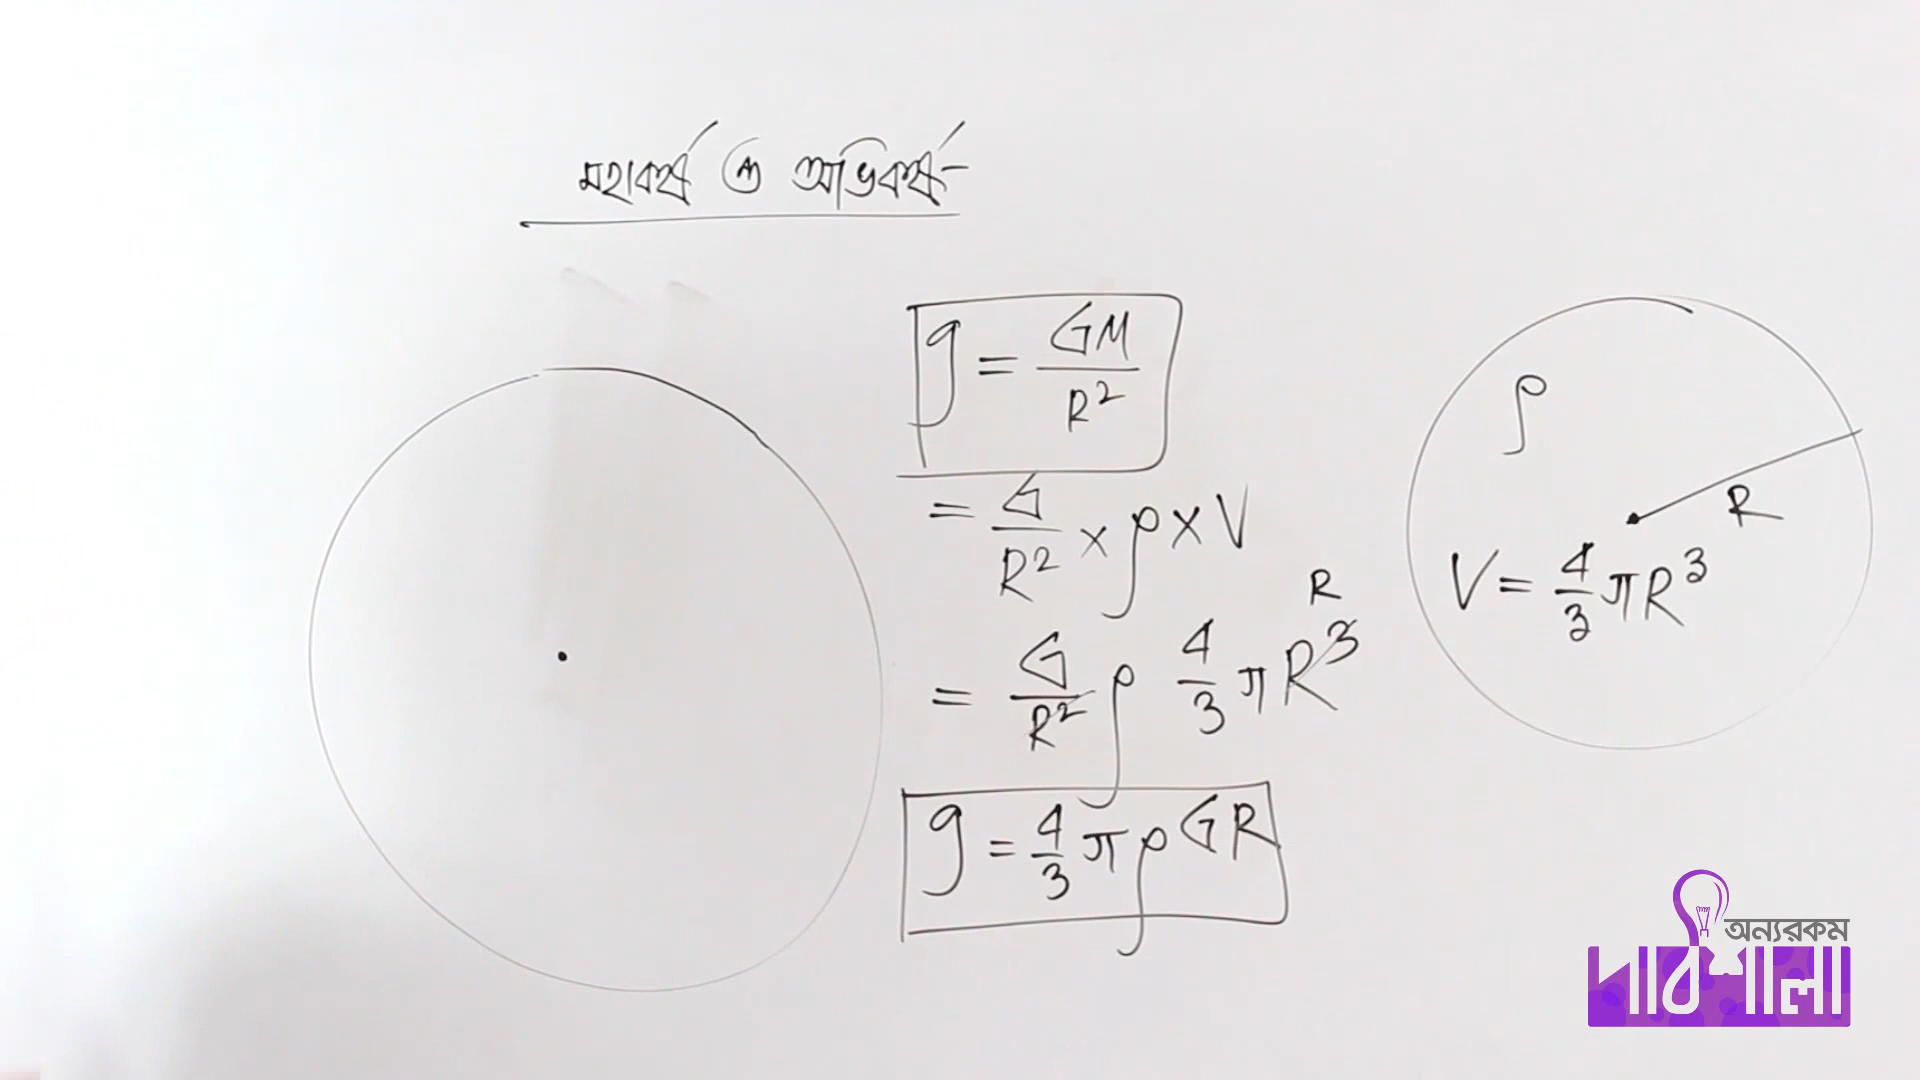 মহাকর্ষ ও অভিকর্ষ
g = GM/R²
= G/R² × ρ × V
= G/R² ρ 4/3 π R³ R
g = 4/3 π ρ G R
ρ
R
V = 4/3 π R³
অন্যরকম
পাঠশালা